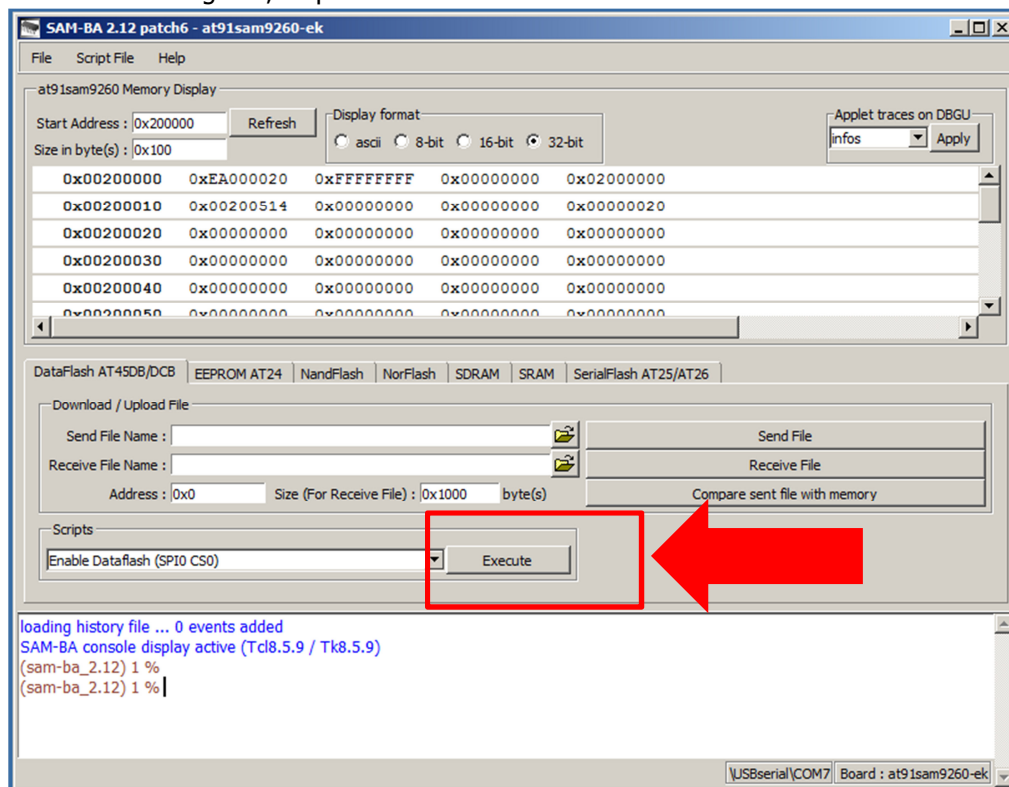 SAM-BA 2.12 patch6 - at91sam9260-ek
File Script File Help
at91sam9260 Memory Display
Start Address : 0x200000 Refresh
Size in byte(s) : 0x100
Display format
ascii 8-bit 16-bit 32-bit
Applet traces on DBGU
infos Apply
0x00200000 0xEA000020 0xFFFFFFFF 0x00000000 0x02000000
0x00200010 0x00200514 0x00000000 0x00000000 0x00000020
0x00200020 0x00000000 0x00000000 0x00000000 0x00000000
0x00200030 0x00000000 0x00000000 0x00000000 0x00000000
0x00200040 0x00000000 0x00000000 0x00000000 0x00000000
0x00200050 0x00000000 0x00000000 0x00000000 0x00000000
DataFlash AT45DB/DCB EEPROM AT24 NandFlash NorFlash SDRAM SRAM SerialFlash AT25/AT26
Download / Upload File
Send File Name : Send File
Receive File Name : Receive File
Address : 0x0 Size (For Receive File) : 0x1000 byte(s) Compare sent file with memory
Scripts
Enable Dataflash (SPI0 CS0) Execute
loading history file ... 0 events added
SAM-BA console display active (Tcl8.5.9 / Tk8.5.9)
(sam-ba_2.12) 1 %
(sam-ba_2.12) 1 %
\USBserial\COM7 Board : at91sam9260-ek